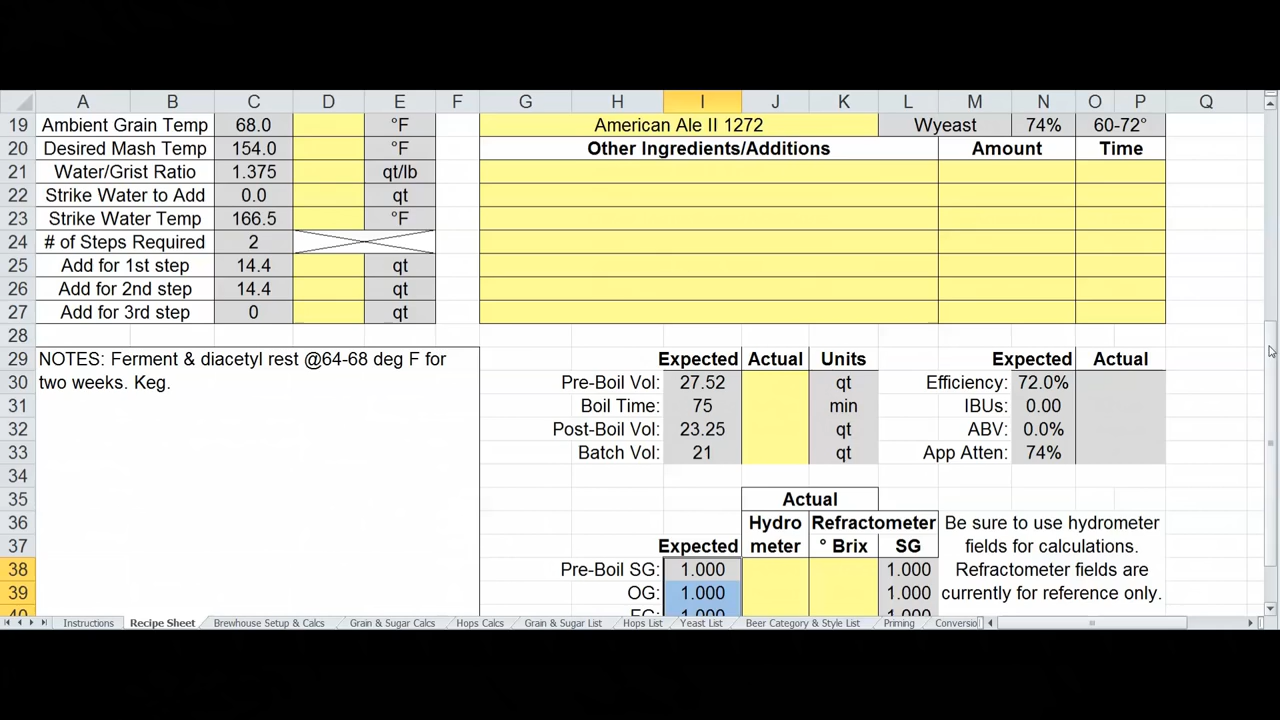 A B C D E F G H I J K L M N O P Q
19 Ambient Grain Temp 68.0 °F American Ale II 1272 Wyeast 74% 60-72°
20 Desired Mash Temp 154.0 °F Other Ingredients/Additions Amount Time
21 Water/Grist Ratio 1.375 qt/lb
22 Strike Water to Add 0.0 qt
23 Strike Water Temp 166.5 °F
24 # of Steps Required 2
25 Add for 1st step 14.4 qt
26 Add for 2nd step 14.4 qt
27 Add for 3rd step 0 qt
28
29 NOTES: Ferment & diacetyl rest @64-68 deg F for Expected Actual Units Expected Actual
30 two weeks. Keg. Pre-Boil Vol: 27.52 qt Efficiency: 72.0%
31 Boil Time: 75 min IBUs: 0.00
32 Post-Boil Vol: 23.25 qt ABV: 0.0%
33 Batch Vol: 21 qt App Atten: 74%
34
35 Actual
36 Hydro Refractometer Be sure to use hydrometer
37 Expected meter ° Brix SG fields for calculations.
38 Pre-Boil SG: 1.000 1.000 Refractometer fields are
39 OG: 1.000 1.000 currently for reference only.
40 FG: 1.000 1.000
Instructions Recipe Sheet Brewhouse Setup & Calcs Grain & Sugar Calcs Hops Calcs Grain & Sugar List Hops List Yeast List Beer Category & Style List Priming Conversio